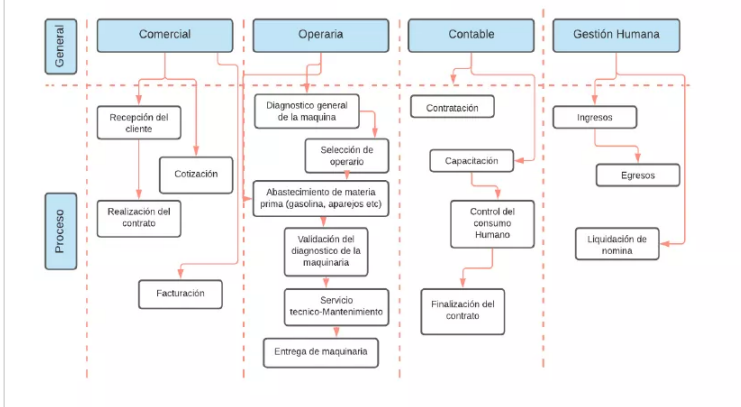 General
Comercial
Operaria
Contable
Gestión Humana
Proceso
Recepción del
cliente
Cotización
Realización del
contrato
Facturación
Diagnostico general
de la maquina
Selección de
operario
Abastecimiento de materia
prima (gasolina, aparejos etc)
Validación del
diagnostico de la
maquinaria
Servicio
tecnico-Mantenimiento
Entrega de maquinaria
Contratación
Capacitación
Control del
consumo
Humano
Finalización del
contrato
Ingresos
Egresos
Liquidación de
nomina